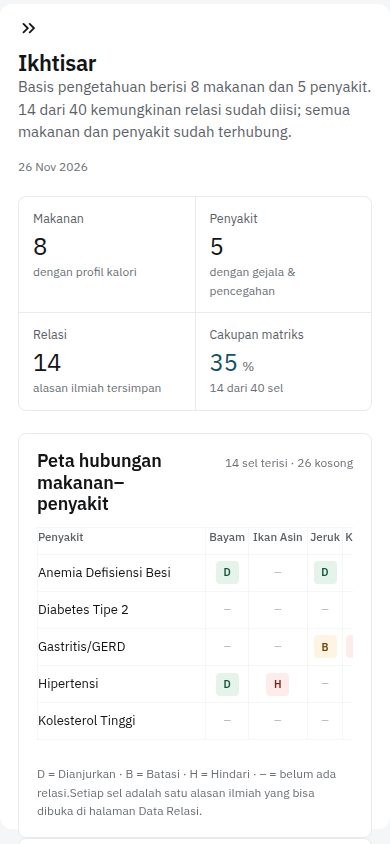 Ikhtisar
Basis pengetahuan berisi 8 makanan dan 5 penyakit.
14 dari 40 kemungkinan relasi sudah diisi; semua
makanan dan penyakit sudah terhubung.
26 Nov 2026
Makanan
8
dengan profil kalori
Penyakit
5
dengan gejala &
pencegahan
Relasi
14
alasan ilmiah tersimpan
Cakupan matriks
35 %
14 dari 40 sel
Peta hubungan
makanan–
penyakit
14 sel terisi · 26 kosong
Penyakit Bayam Ikan Asin Jeruk K
Anemia Defisiensi Besi D – D
Diabetes Tipe 2 – – –
Gastritis/GERD – – B
Hipertensi D H –
Kolesterol Tinggi – – –
D = Dianjurkan · B = Batasi · H = Hindari · – = belum ada
relasi.Setiap sel adalah satu alasan ilmiah yang bisa
dibuka di halaman Data Relasi.